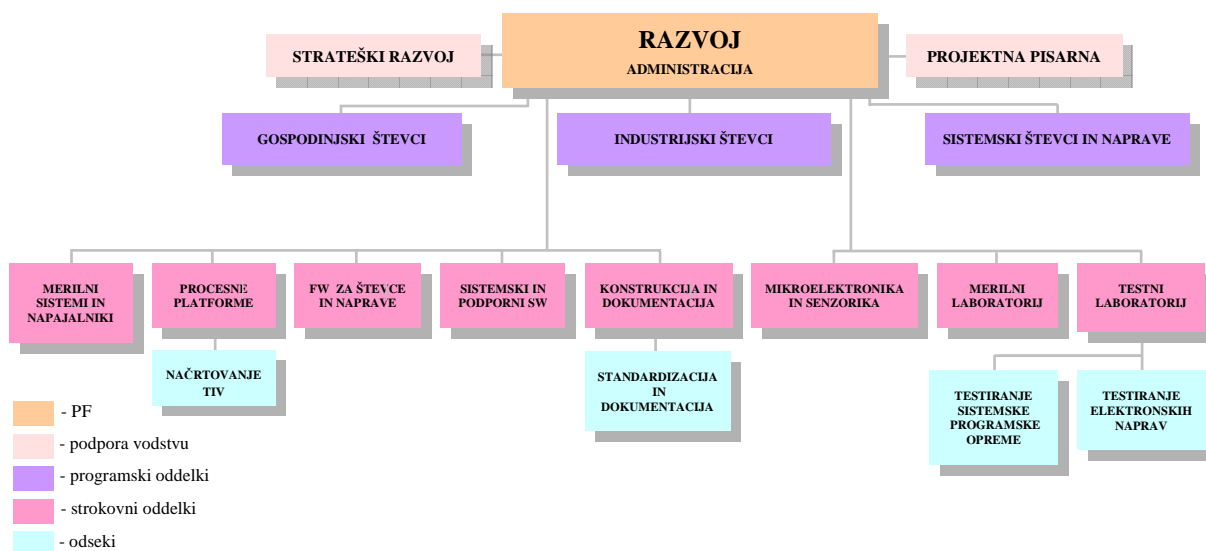 RAZVOJ
ADMINISTRACIJA
STRATEŠKI RAZVOJ
PROJEKTNA PISARNA
GOSPODINJSKI ŠTEVCI
INDUSTRIJSKI ŠTEVCI
SISTEMSKI ŠTEVCI IN NAPRAVE
MERILNI
SISTEMI IN
NAPAJALNIKI
PROCESNE
PLATFORME
FW ZA ŠTEVCE
IN NAPRAVE
SISTEMSKI IN
PODPORNI SW
KONSTRUKCIJA IN
DOKUMENTACIJA
MIKROELEKTRONIKA
IN SENZORIKA
MERILNI
LABORATORIJ
TESTNI
LABORATORIJ
NAČRTOVANJE
TIV
STANDARDIZACIJA
IN
DOKUMENTACIJA
TESTIRANJE
SISTEMSKE
PROGRAMSKE
OPREME
TESTIRANJE
ELEKTRONSKIH
NAPRAV
- PF
- podpora vodstvu
- programski oddelki
- strokovni oddelki
- odseki